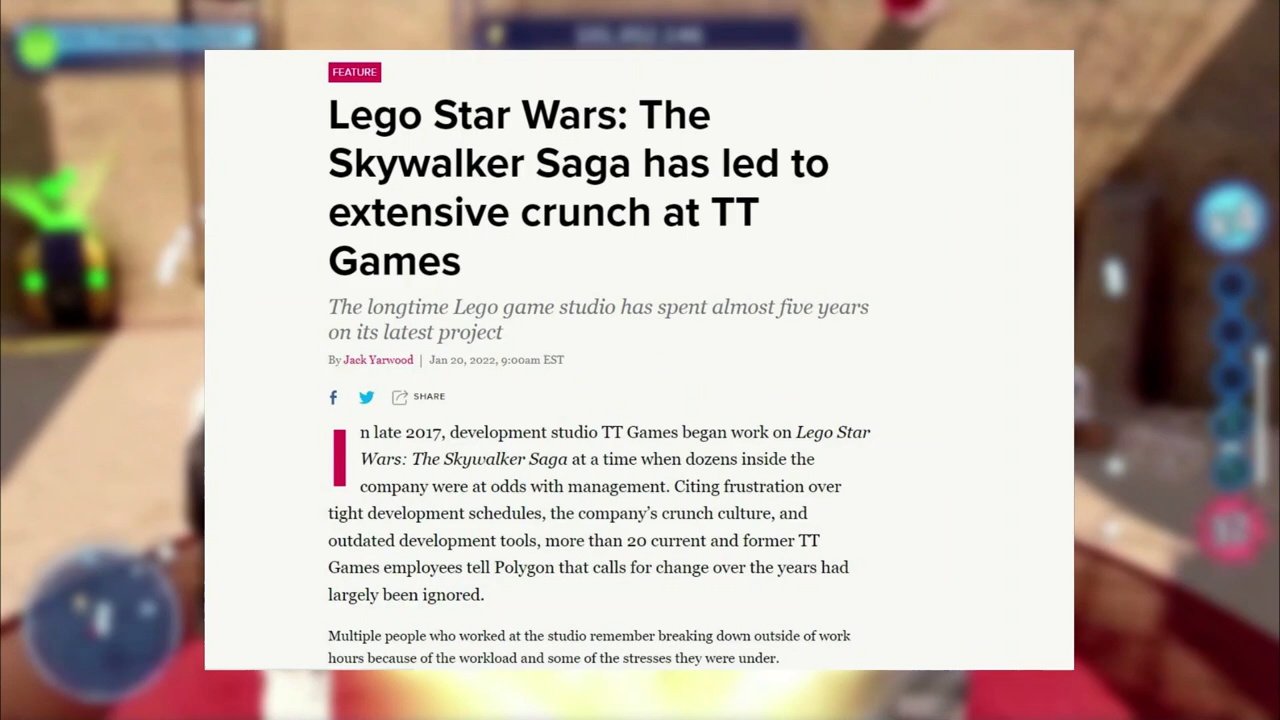 FEATURE
Lego Star Wars: The
Skywalker Saga has led to
extensive crunch at TT
Games
The longtime Lego game studio has spent almost five years
on its latest project
By Jack Yarwood | Jan 20, 2022, 9:00am EST
SHARE
In late 2017, development studio TT Games began work on Lego Star
Wars: The Skywalker Saga at a time when dozens inside the
company were at odds with management. Citing frustration over
tight development schedules, the company's crunch culture, and
outdated development tools, more than 20 current and former TT
Games employees tell Polygon that calls for change over the years had
largely been ignored.
Multiple people who worked at the studio remember breaking down outside of work
hours because of the workload and some of the stresses they were under.